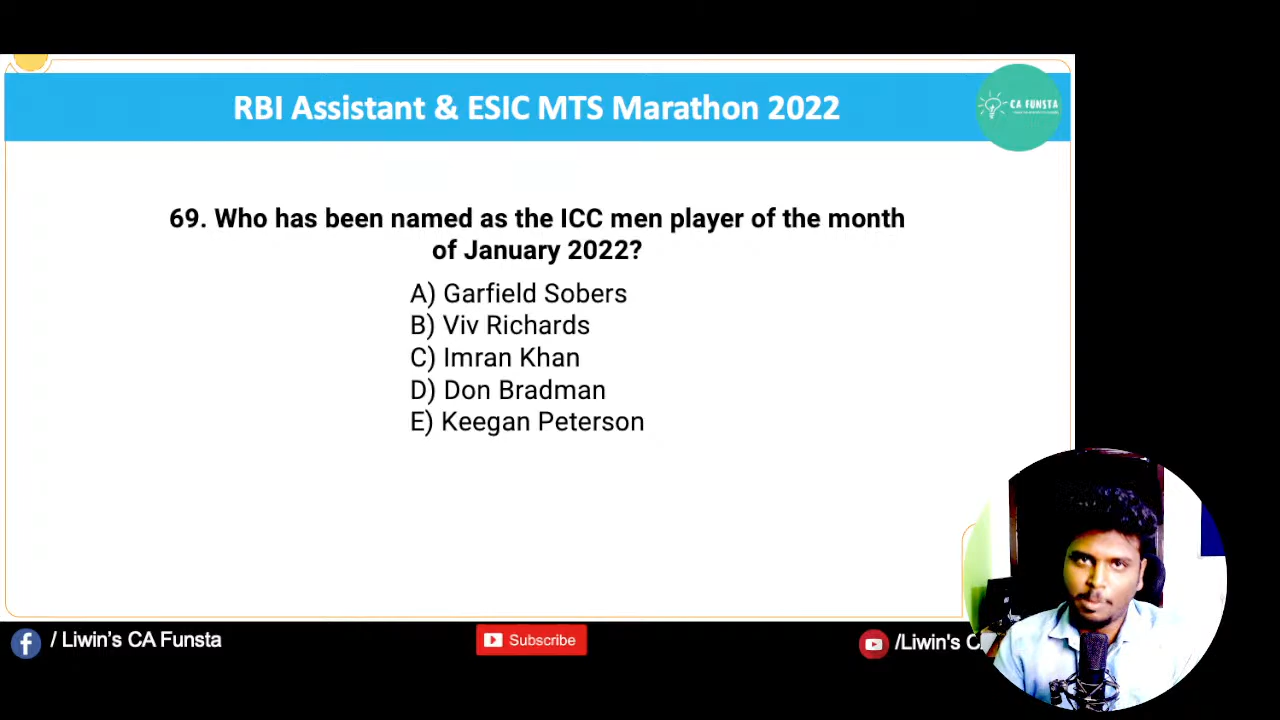 RBI Assistant & ESIC MTS Marathon 2022
CA FUNSTA
69. Who has been named as the ICC men player of the month
of January 2022?
A) Garfield Sobers
B) Viv Richards
C) Imran Khan
D) Don Bradman
E) Keegan Peterson
/ Liwin's CA Funsta
Subscribe
/Liwin's C